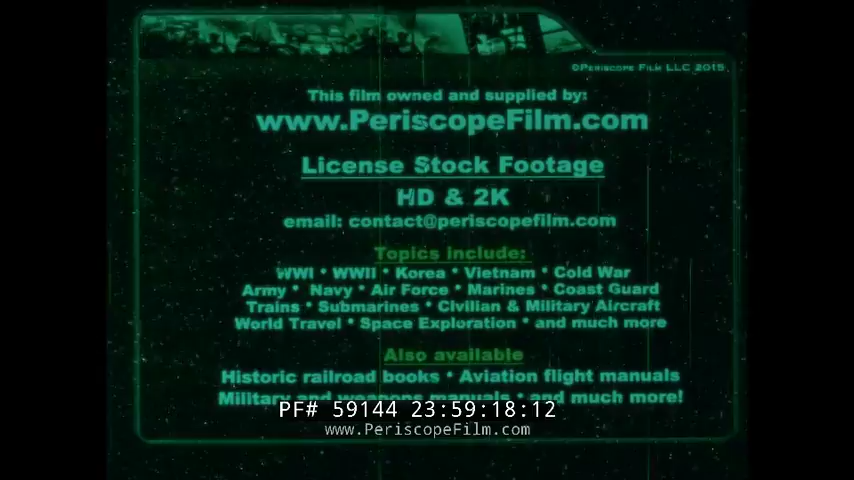 ©Periscope Film LLC 2015
This film owned and supplied by:
www.PeriscopeFilm.com
License Stock Footage
HD & 2K
email: contact@periscopefilm.com
Topics Include:
WWI * WWII * Korea * Vietnam * Cold War
Army * Navy * Air Force * Marines * Coast Guard
Trains * Submarines * Civilian & Military Aircraft
World Travel * Space Exploration * and much more
Also available
Historic railroad books * Aviation flight manuals
Military and weapons manuals * and much more!
PF# 59144 23:59:18:12
www.PeriscopeFilm.com